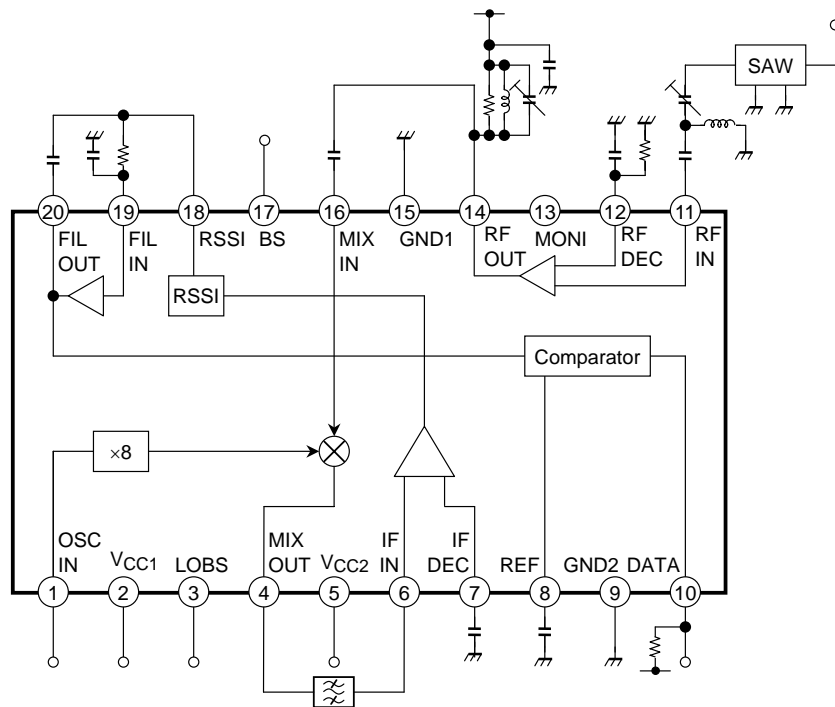 SAW
20 19 18 17 16 15 14 13 12 11
FIL OUT
FIL IN
RSSI
BS
MIX IN
GND1
RF OUT
MONI
RF DEC
RF IN
RSSI
Comparator
×8
OSC IN
VCC1
LOBS
MIX OUT
VCC2
IF IN
IF DEC
REF
GND2
DATA
1 2 3 4 5 6 7 8 9 10